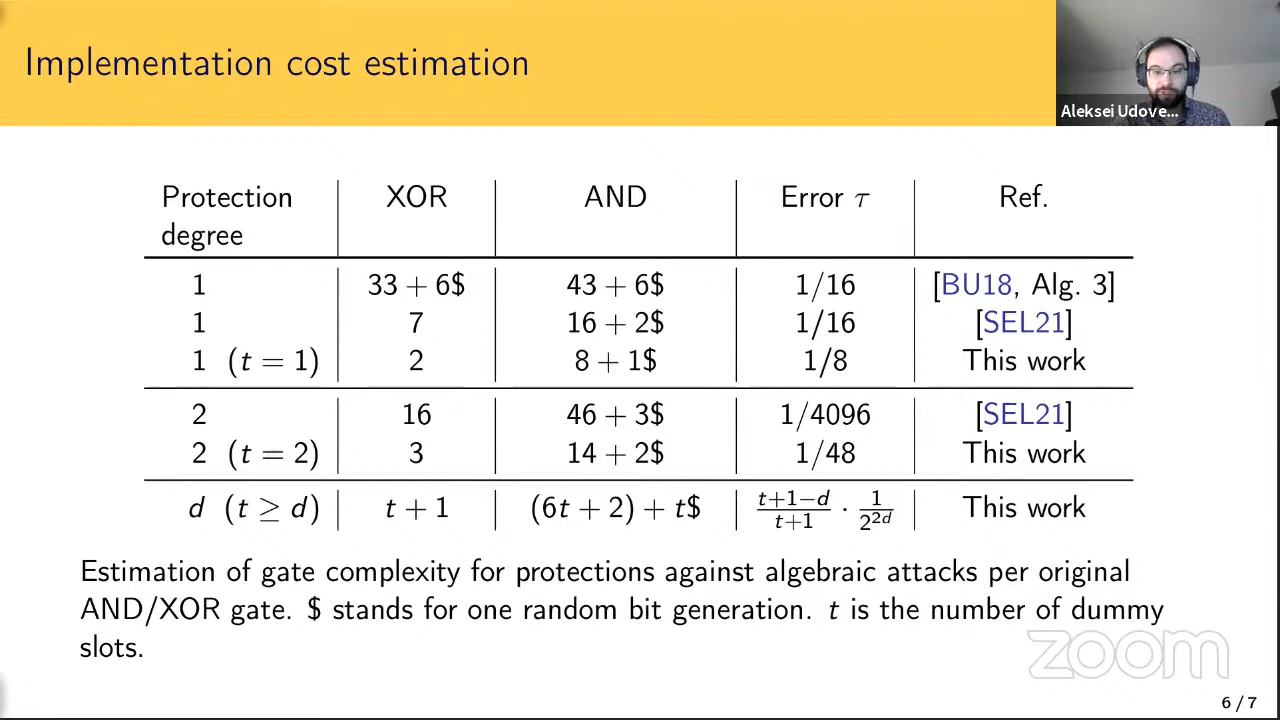 Implementation cost estimation
Aleksei Udove...
Protection degree | XOR | AND | Error τ | Ref.
1 | 33 + 6$ | 43 + 6$ | 1/16 | [BU18, Alg. 3]
1 | 7 | 16 + 2$ | 1/16 | [SEL21]
1 (t = 1) | 2 | 8 + 1$ | 1/8 | This work
2 | 16 | 46 + 3$ | 1/4096 | [SEL21]
2 (t = 2) | 3 | 14 + 2$ | 1/48 | This work
d (t ≥ d) | t + 1 | (6t + 2) + t$ | \frac{t+1−d}{t+1} · \frac{1}{2^{2d}} | This work
Estimation of gate complexity for protections against algebraic attacks per original
AND/XOR gate. $ stands for one random bit generation. t is the number of dummy
slots.
zoom
6 / 7